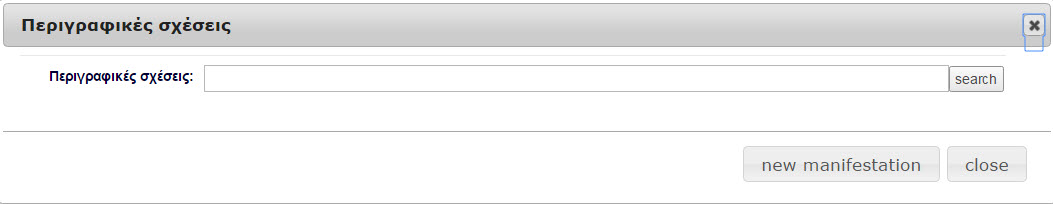 Περιγραφικές σχέσεις
Περιγραφικές σχέσεις: search
new manifestation close